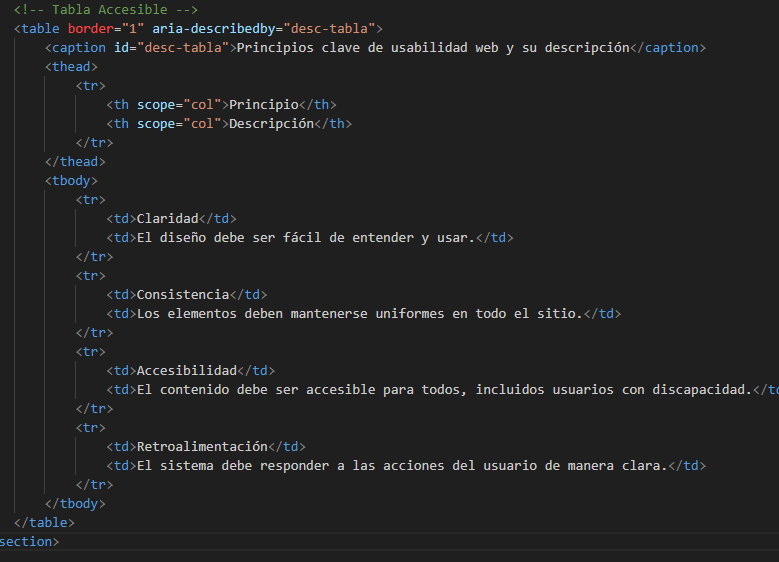 <!-- Tabla Accesible -->
<table border="1" aria-describedby="desc-tabla">
<caption id="desc-tabla">Principios clave de usabilidad web y su descripción</caption>
<thead>
<tr>
<th scope="col">Principio</th>
<th scope="col">Descripción</th>
</tr>
</thead>
<tbody>
<tr>
<td>Claridad</td>
<td>El diseño debe ser fácil de entender y usar.</td>
</tr>
<tr>
<td>Consistencia</td>
<td>Los elementos deben mantenerse uniformes en todo el sitio.</td>
</tr>
<tr>
<td>Accesibilidad</td>
<td>El contenido debe ser accesible para todos, incluidos usuarios con discapacidad.</td
</tr>
<tr>
<td>Retroalimentación</td>
<td>El sistema debe responder a las acciones del usuario de manera clara.</td>
</tr>
</tbody>
</table>
section>